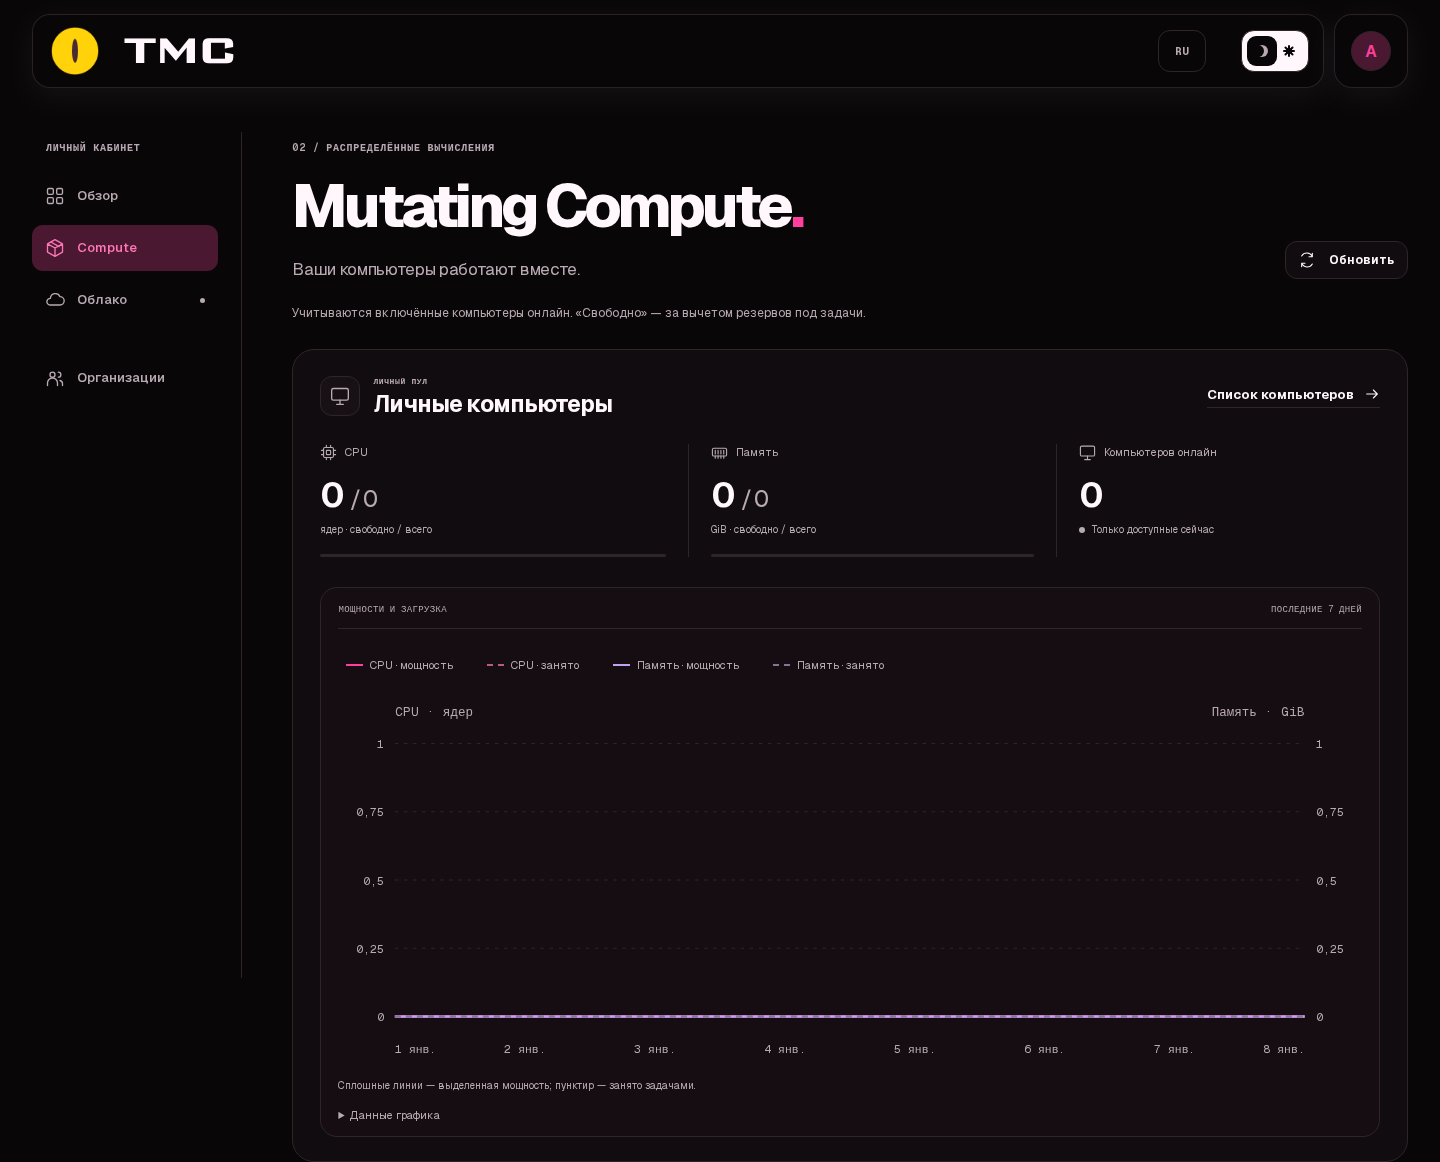 TMC
RU
A
ЛИЧНЫЙ КАБИНЕТ
Обзор
Compute
Облако
Организации
02 / РАСПРЕДЕЛЁННЫЕ ВЫЧИСЛЕНИЯ
Mutating Compute.
Ваши компьютеры работают вместе.
Обновить
Учитываются включённые компьютеры онлайн. «Свободно» — за вычетом резервов под задачи.
ЛИЧНЫЙ ПУЛ
Личные компьютеры
Список компьютеров
CPU
0 / 0
ядер · свободно / всего
Память
0 / 0
GiB · свободно / всего
Компьютеров онлайн
0
Только доступные сейчас
МОЩНОСТИ И ЗАГРУЗКА
ПОСЛЕДНИЕ 7 ДНЕЙ
CPU · мощность
CPU · занято
Память · мощность
Память · занято
CPU · ядер
Память · GiB
1
1
0,75
0,75
0,5
0,5
0,25
0,25
0
0
1 янв.
2 янв.
3 янв.
4 янв.
5 янв.
6 янв.
7 янв.
8 янв.
Сплошные линии — выделенная мощность; пунктир — занято задачами.
Данные графика